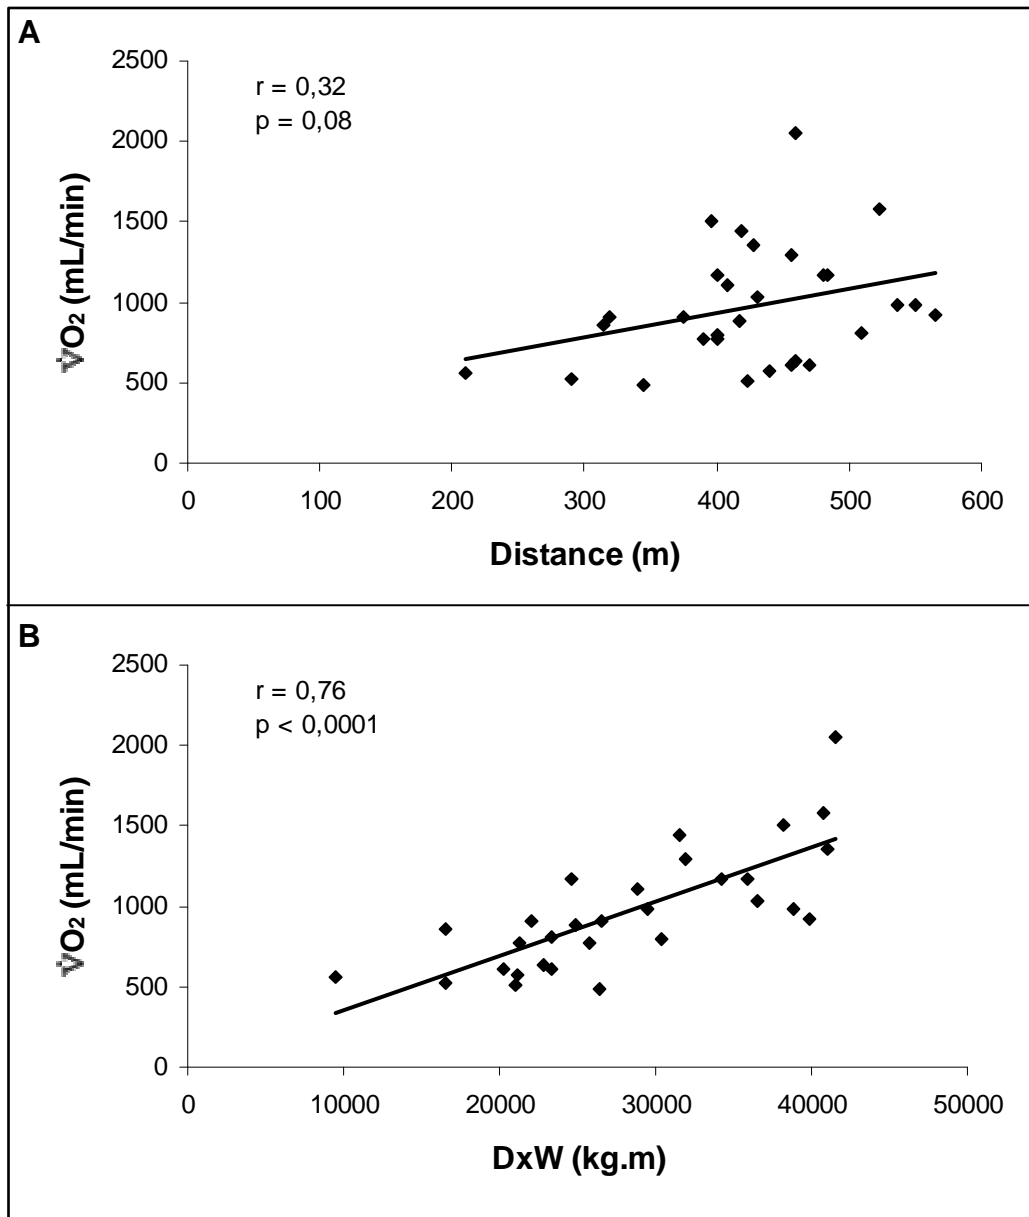 A
2500
r = 0,32
p = 0,08
2000
1500
1000
500
0
V̇O₂ (mL/min)
0 100 200 300 400 500 600
Distance (m)
B
2500
r = 0,76
p < 0,0001
2000
1500
1000
500
0
V̇O₂ (mL/min)
0 10000 20000 30000 40000 50000
DxW (kg.m)